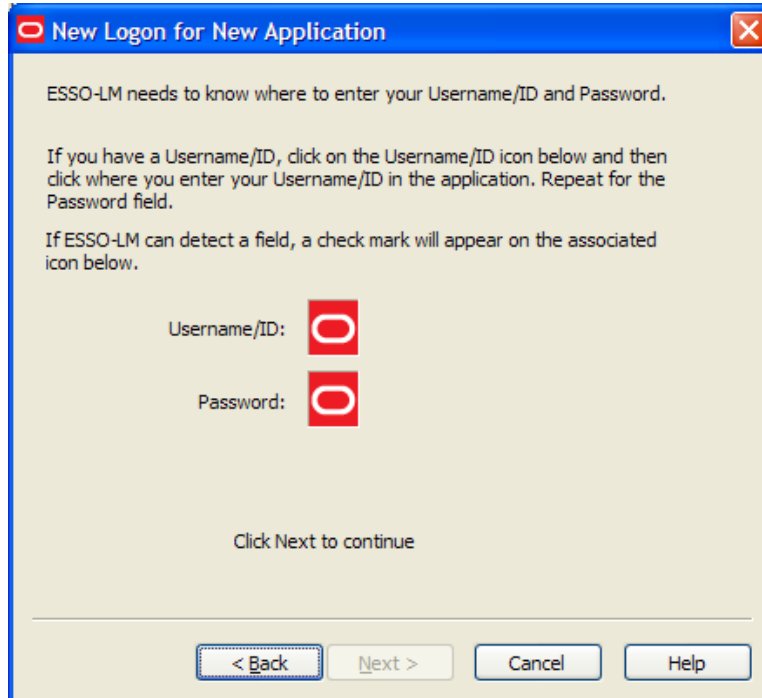 New Logon for New Application
ESSO-LM needs to know where to enter your Username/ID and Password.
If you have a Username/ID, click on the Username/ID icon below and then
click where you enter your Username/ID in the application. Repeat for the
Password field.
If ESSO-LM can detect a field, a check mark will appear on the associated
icon below.
Username/ID:
Password:
Click Next to continue
< Back Next > Cancel Help